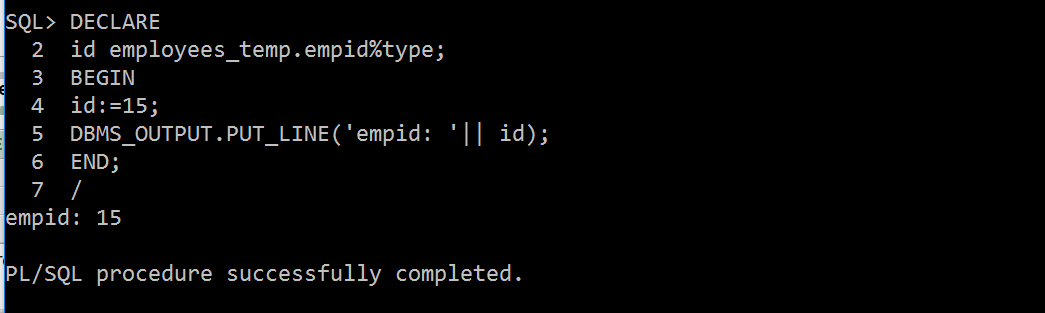 SQL> DECLARE
  2  id employees_temp.empid%type;
  3  BEGIN
  4  id:=15;
  5  DBMS_OUTPUT.PUT_LINE('empid: '|| id);
  6  END;
  7  /
empid: 15
PL/SQL procedure successfully completed.